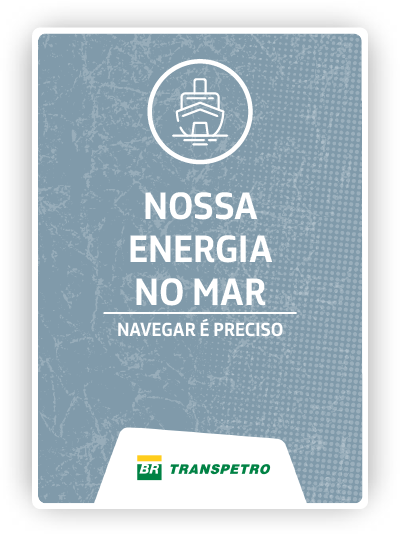 NOSSA
ENERGIA
NO MAR
NAVEGAR É PRECISO
BR TRANSPETRO